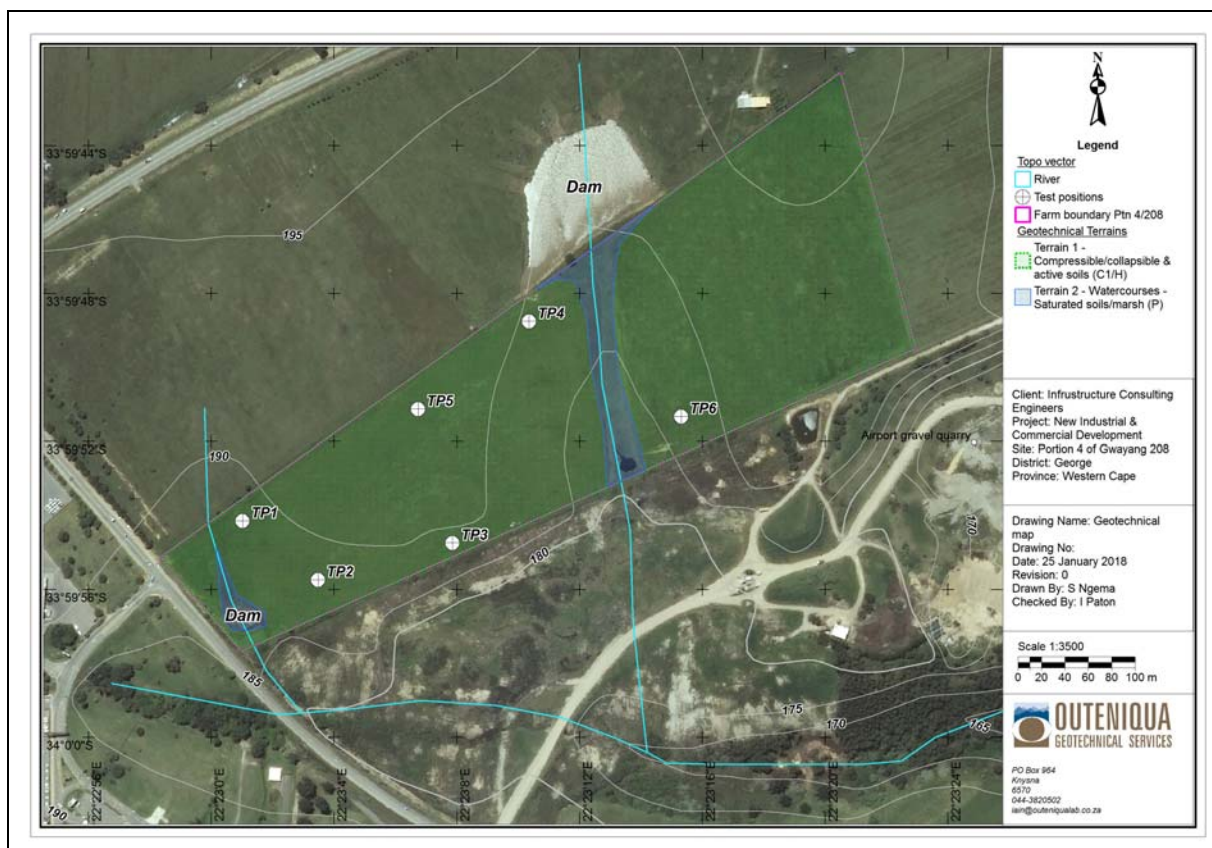 33°59'44"S
33°59'48"S
33°59'52"S
33°59'56"S
34°0'0"S
22°22'56"E
22°23'0"E
22°23'4"E
22°23'8"E
22°23'12"E
22°23'16"E
22°23'20"E
22°23'24"E
195
Dam
TP4
TP5
TP6
190
Airport gravel quarry
TP1
TP3
180
170
TP2
Dam
185
175
170
165
190
N
Legend
Topo vector
River
Test positions
Farm boundary Ptn 4/208
Geotechnical Terrains
Terrain 1 -
Compressible/collapsible &
active soils (C1/H)
Terrain 2 - Watercourses -
Saturated soils/marsh (P)
Client: Infrustructure Consulting
Engineers
Project: New Industrial &
Commercial Development
Site: Portion 4 of Gwayang 208
District: George
Province: Western Cape
Drawing Name: Geotechnical
map
Drawing No:
Date: 25 January 2018
Revision: 0
Drawn By: S Ngema
Checked By: I Paton
Scale 1:3500
0 20 40 60 80 100 m
OUTENIQUA
GEOTECHNICAL SERVICES
PO Box 964
Knysna
6570
044-3820502
iain@outeniqualab.co.za